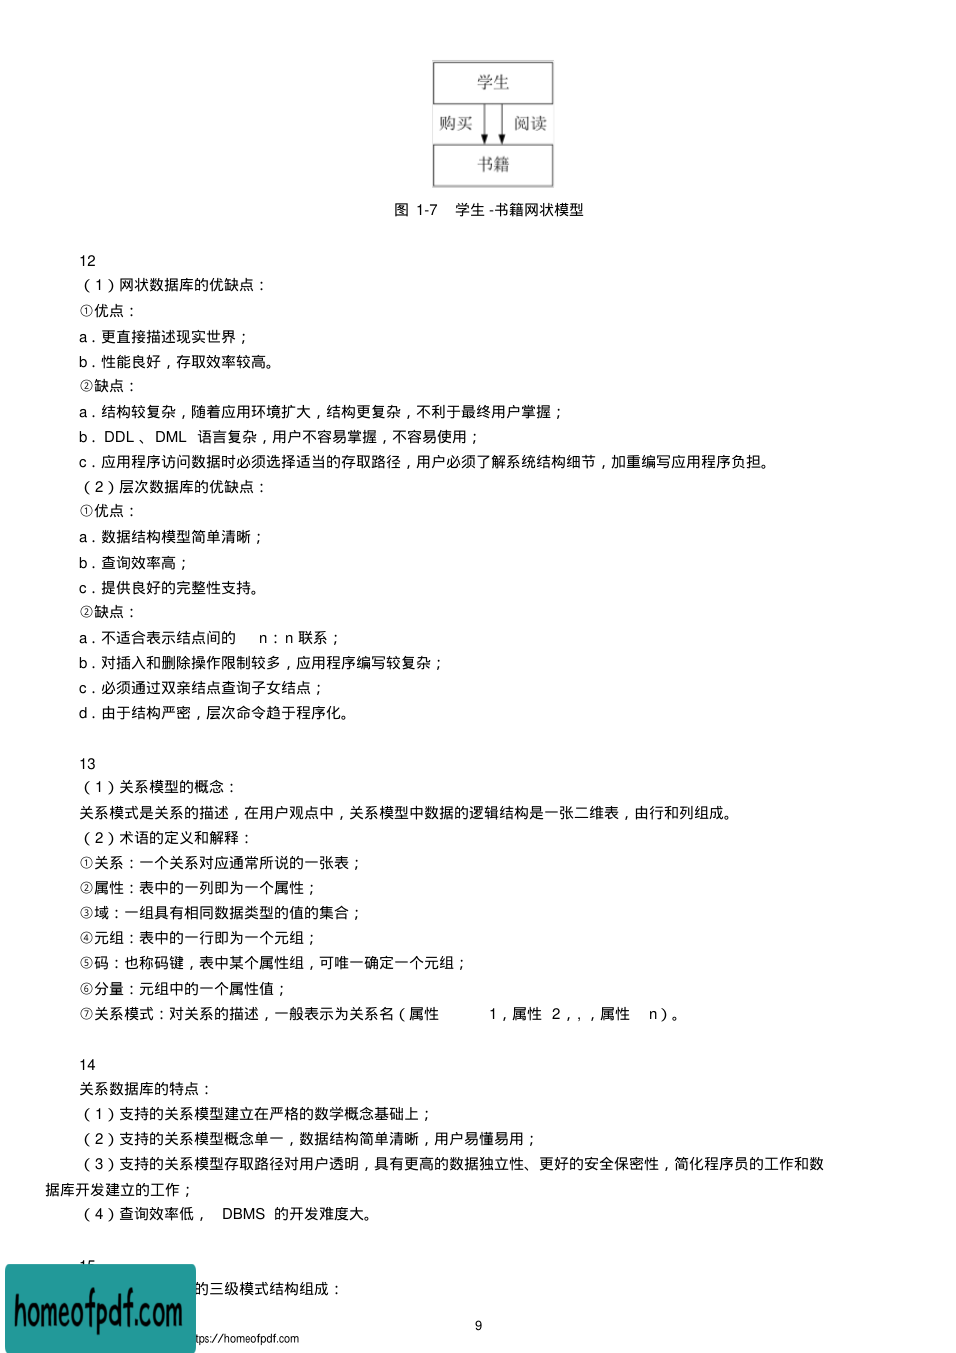 学生
购买 阅读
书籍
图 1-7 学生 -书籍网状模型
12
（1）网状数据库的优缺点：
①优点：
a．更直接描述现实世界；
b．性能良好，存取效率较高。
②缺点：
a．结构较复杂，随着应用环境扩大，结构更复杂，不利于最终用户掌握；
b．DDL 、DML 语言复杂，用户不容易掌握，不容易使用；
c．应用程序访问数据时必须选择适当的存取路径，用户必须了解系统结构细节，加重编写应用程序负担。
（2）层次数据库的优缺点：
①优点：
a．数据结构模型简单清晰；
b．查询效率高；
c．提供良好的完整性支持。
②缺点：
a．不适合表示结点间的 n：n 联系；
b．对插入和删除操作限制较多，应用程序编写较复杂；
c．必须通过双亲结点查询子女结点；
d．由于结构严密，层次命令趋于程序化。
13
（1）关系模型的概念：
关系模式是关系的描述，在用户观点中，关系模型中数据的逻辑结构是一张二维表，由行和列组成。
（2）术语的定义和解释：
①关系：一个关系对应通常所说的一张表；
②属性：表中的一列即为一个属性；
③域：一组具有相同数据类型的值的集合；
④元组：表中的一行即为一个元组；
⑤码：也称码键，表中某个属性组，可唯一确定一个元组；
⑥分量：元组中的一个属性值；
⑦关系模式：对关系的描述，一般表示为关系名（属性 1，属性 2，，，属性 n）。
14
关系数据库的特点：
（1）支持的关系模型建立在严格的数学概念基础上；
（2）支持的关系模型概念单一，数据结构简单清晰，用户易懂易用；
（3）支持的关系模型存取路径对用户透明，具有更高的数据独立性、更好的安全保密性，简化程序员的工作和数
据库开发建立的工作；
（4）查询效率低， DBMS 的开发难度大。
15
的三级模式结构组成：
homeofpdf.com
9
tps://homeofpdf.com